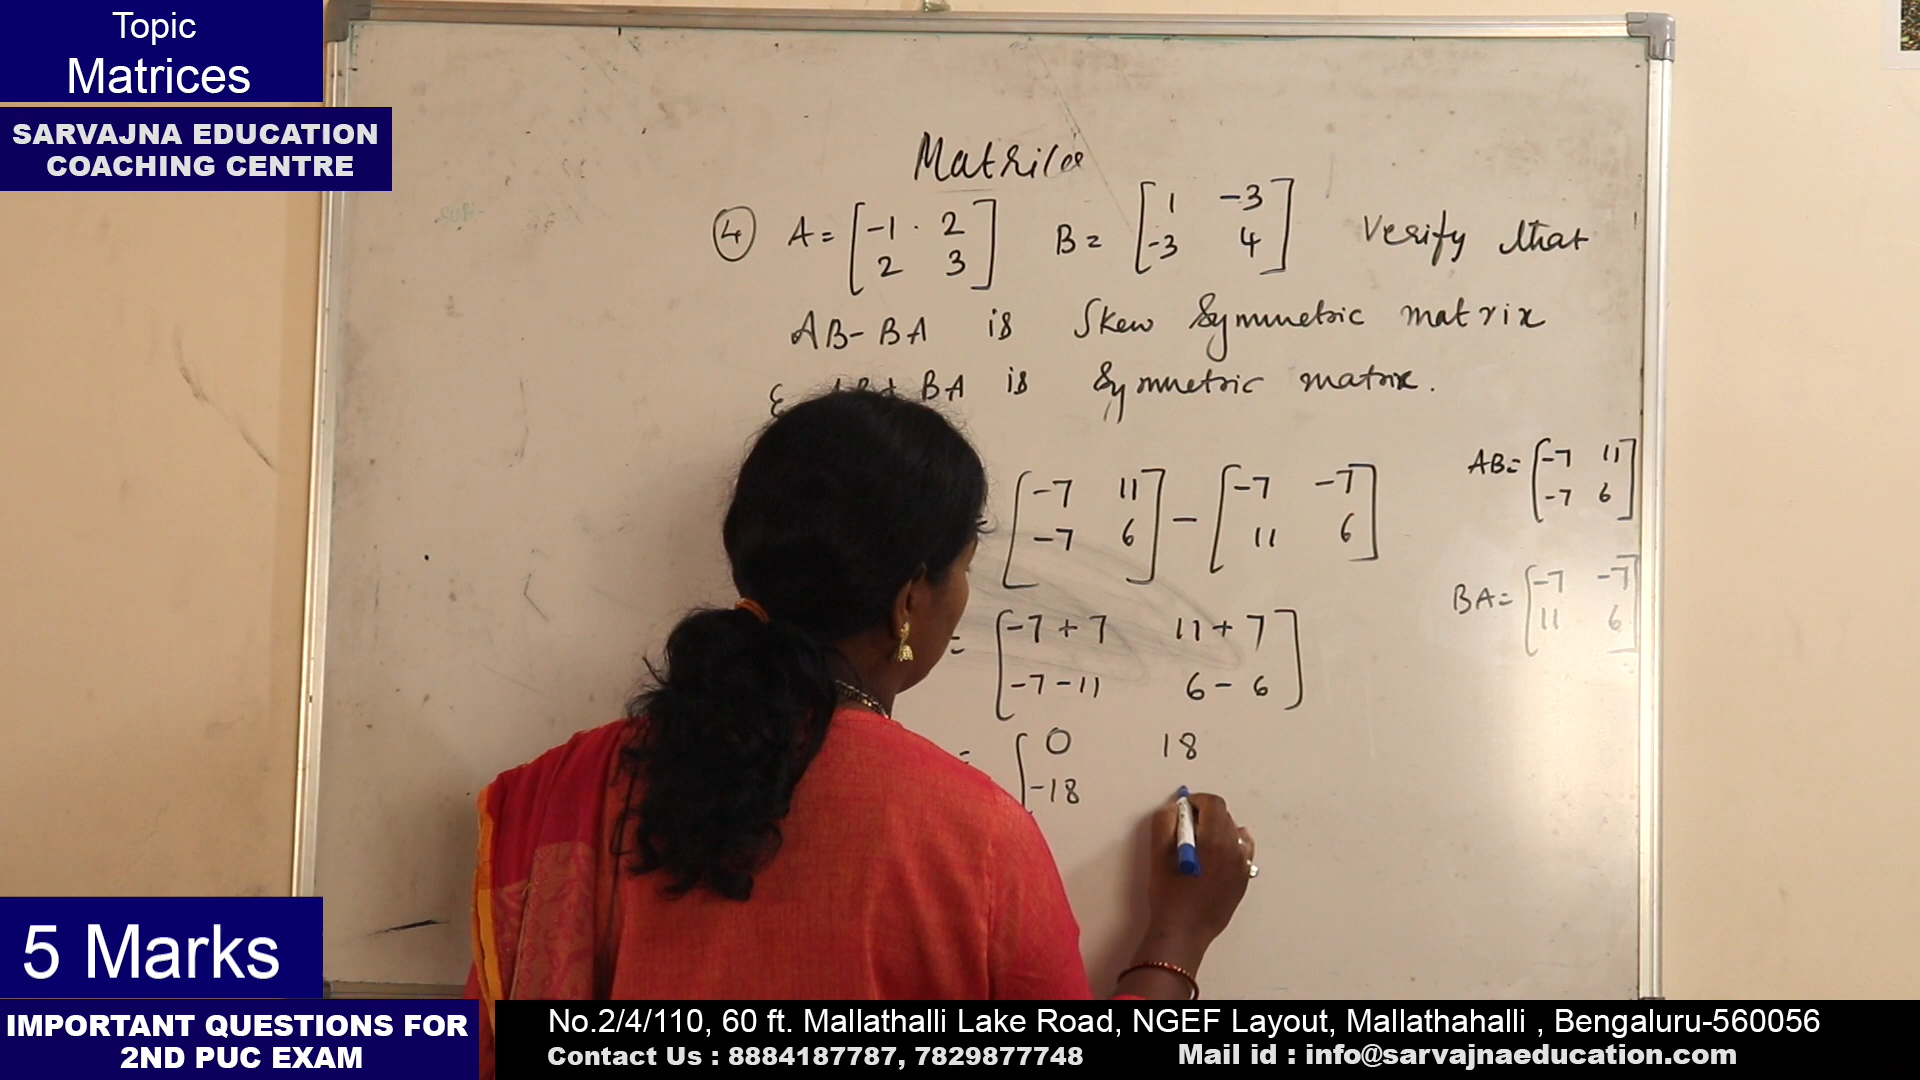 Topic
Matrices
SARVAJNA EDUCATION
COACHING CENTRE
Matrices
④ A = [-1 · 2 B = [1 -3 Verify that
2 3] -3 4]
AB - BA is Skew Symmetric matrix
& AB + BA is Symmetric matrix.
AB = [-7 11
-7 6]
= [-7 11 - [-7 -7
-7 6] 11 6]
BA = [-7 -7
11 6]
= [-7 + 7 11 + 7
-7 - 11 6 - 6]
= [0 18
-18
5 Marks
IMPORTANT QUESTIONS FOR
2ND PUC EXAM
No.2/4/110, 60 ft. Mallathalli Lake Road, NGEF Layout, Mallathahalli , Bengaluru-560056
Contact Us : 8884187787, 7829877748 Mail id : info@sarvajnaeducation.com